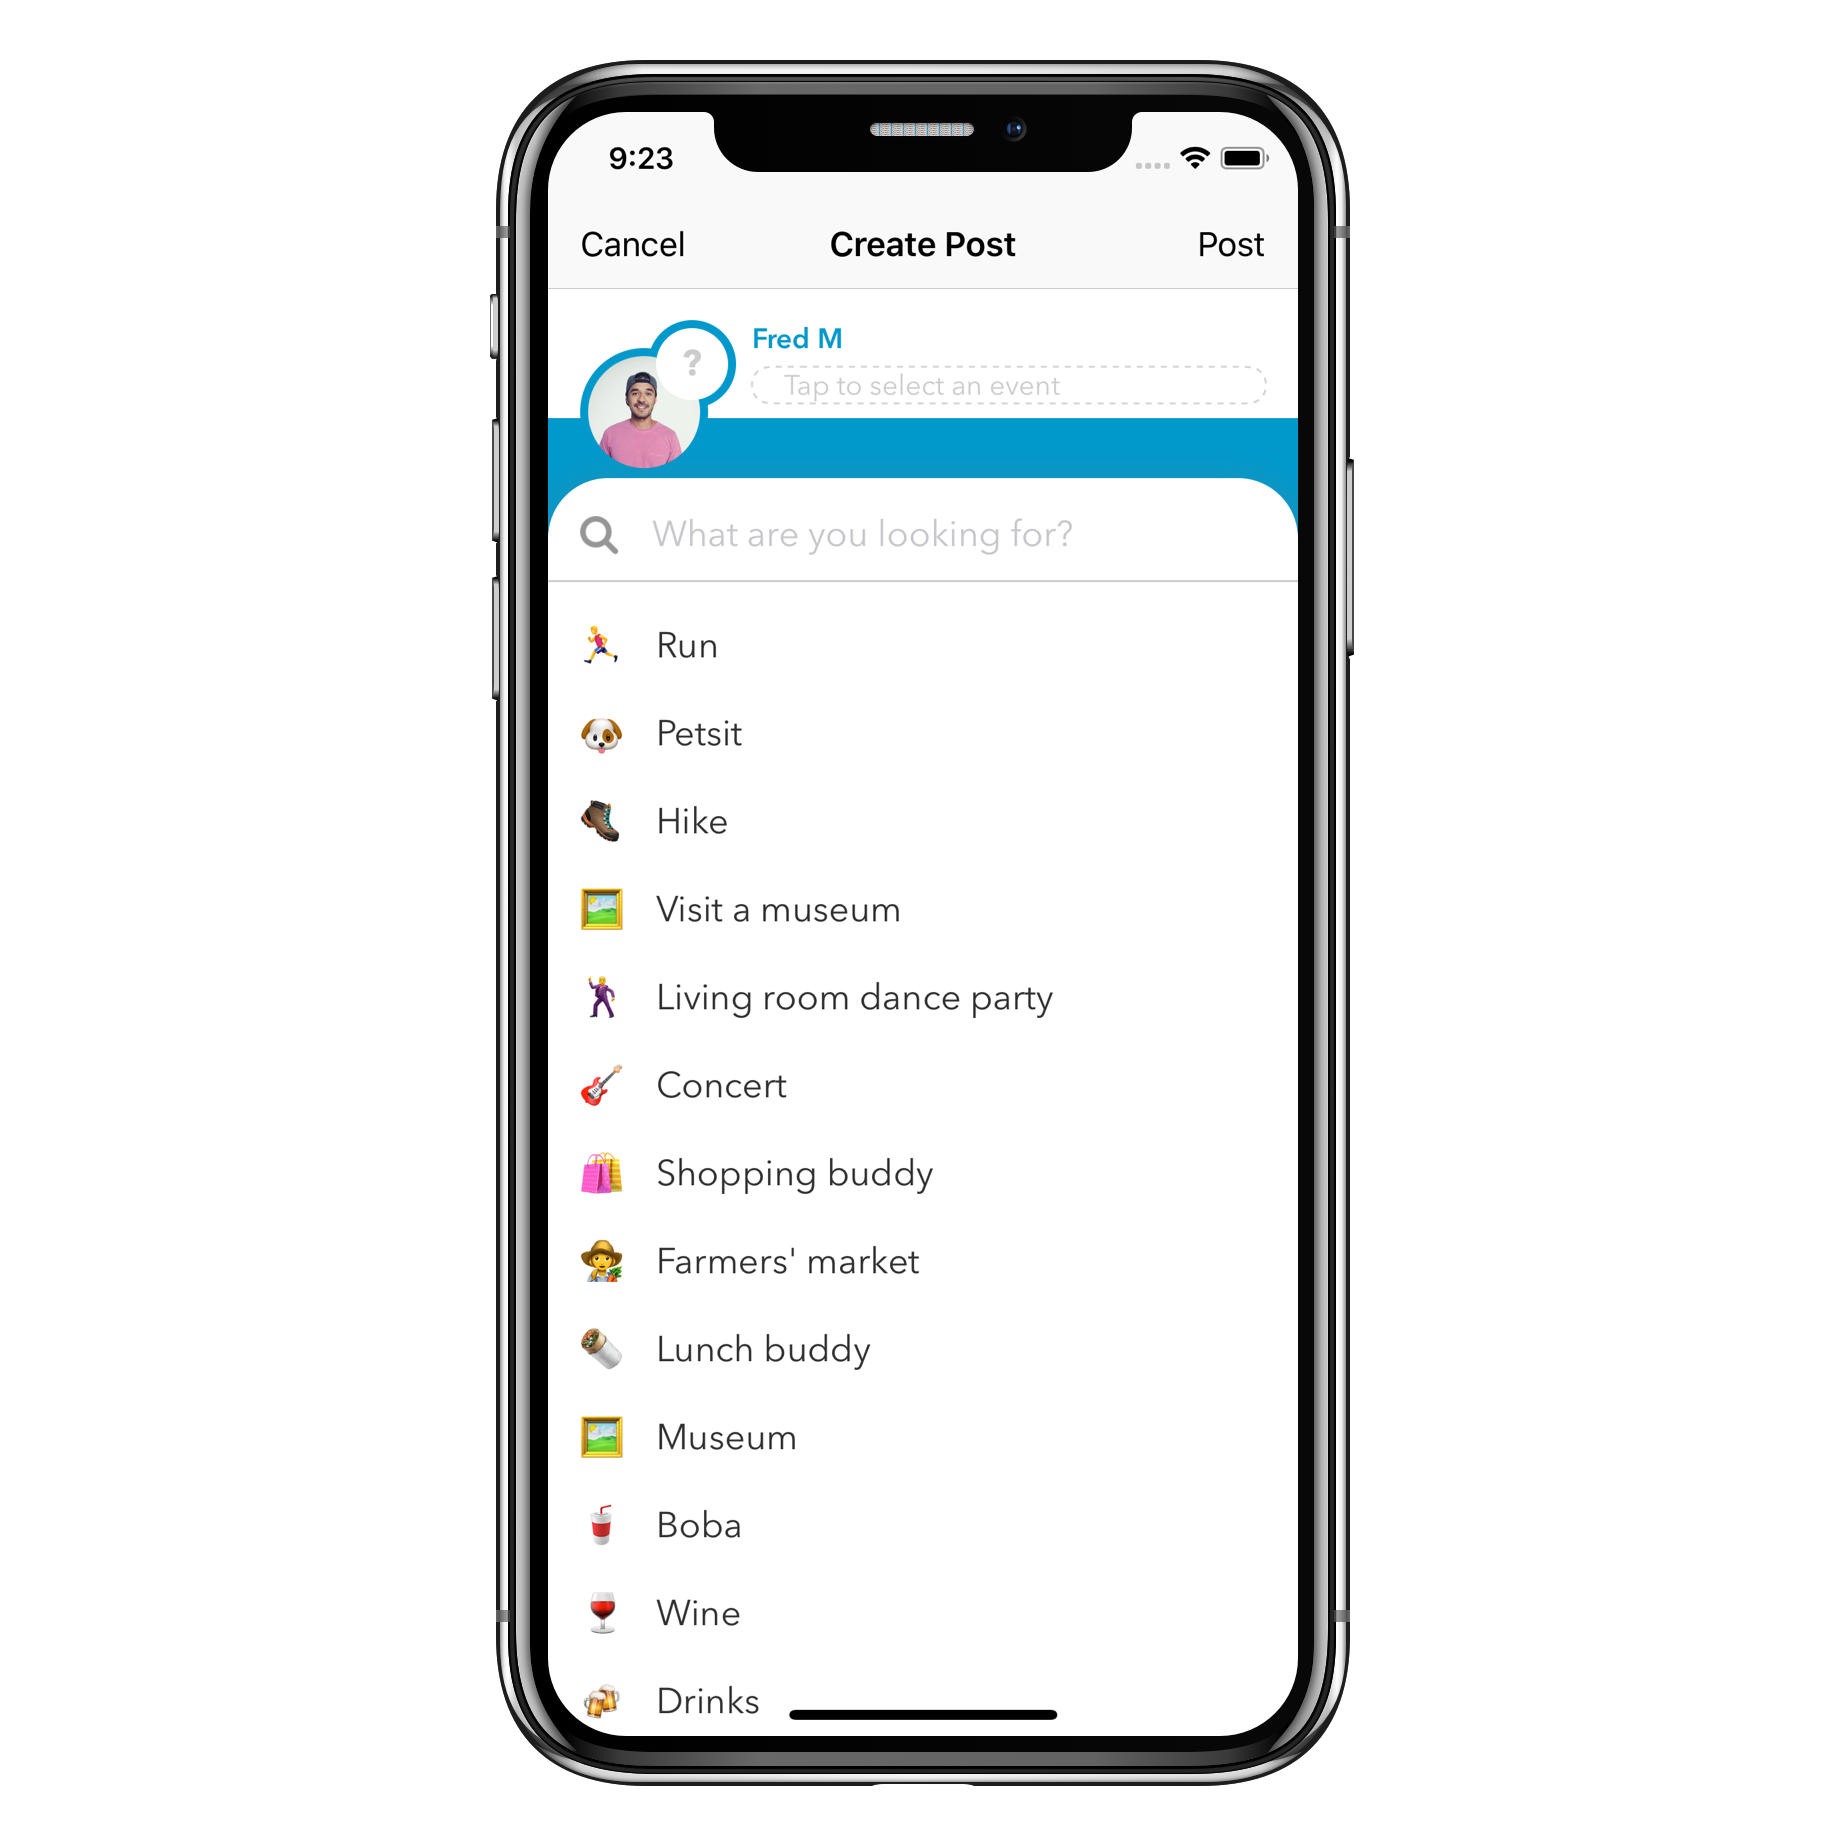 9:23
Cancel Create Post Post
Fred M
?
Tap to select an event
What are you looking for?
Run
Petsit
Hike
Visit a museum
Living room dance party
Concert
Shopping buddy
Farmers' market
Lunch buddy
Museum
Boba
Wine
Drinks